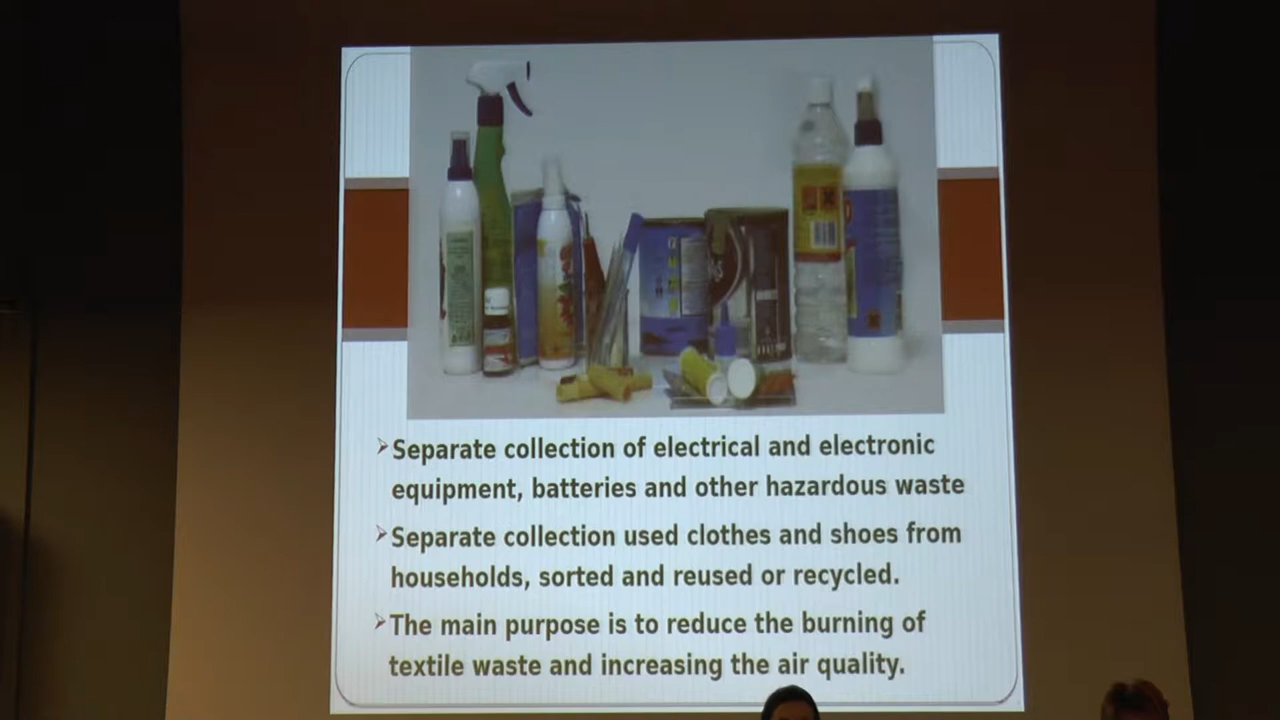 Separate collection of electrical and electronic
equipment, batteries and other hazardous waste
Separate collection used clothes and shoes from
households, sorted and reused or recycled.
The main purpose is to reduce the burning of
textile waste and increasing the air quality.